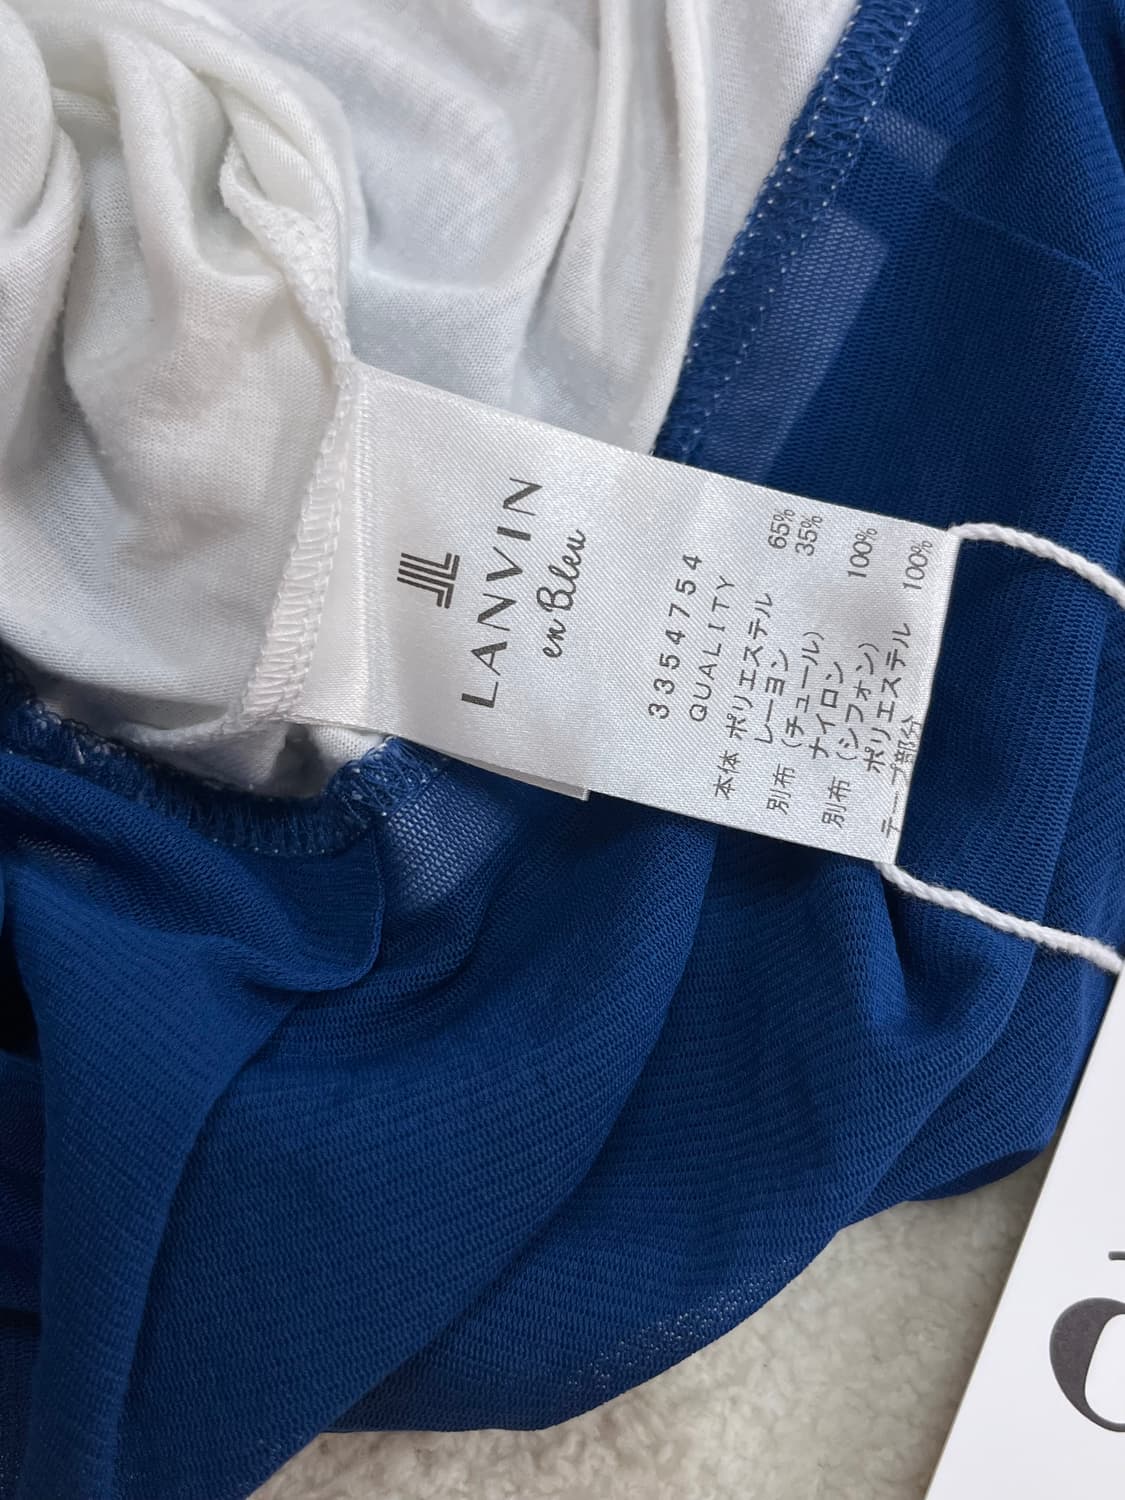 LANVIN
en Bleu
3354754
QUALITY
本体 ポリエステル 65%
レーヨン 35%
別布 (チュール)
ナイロン 100%
別布 (シフォン)
ポリエステル 100%
テープ部分